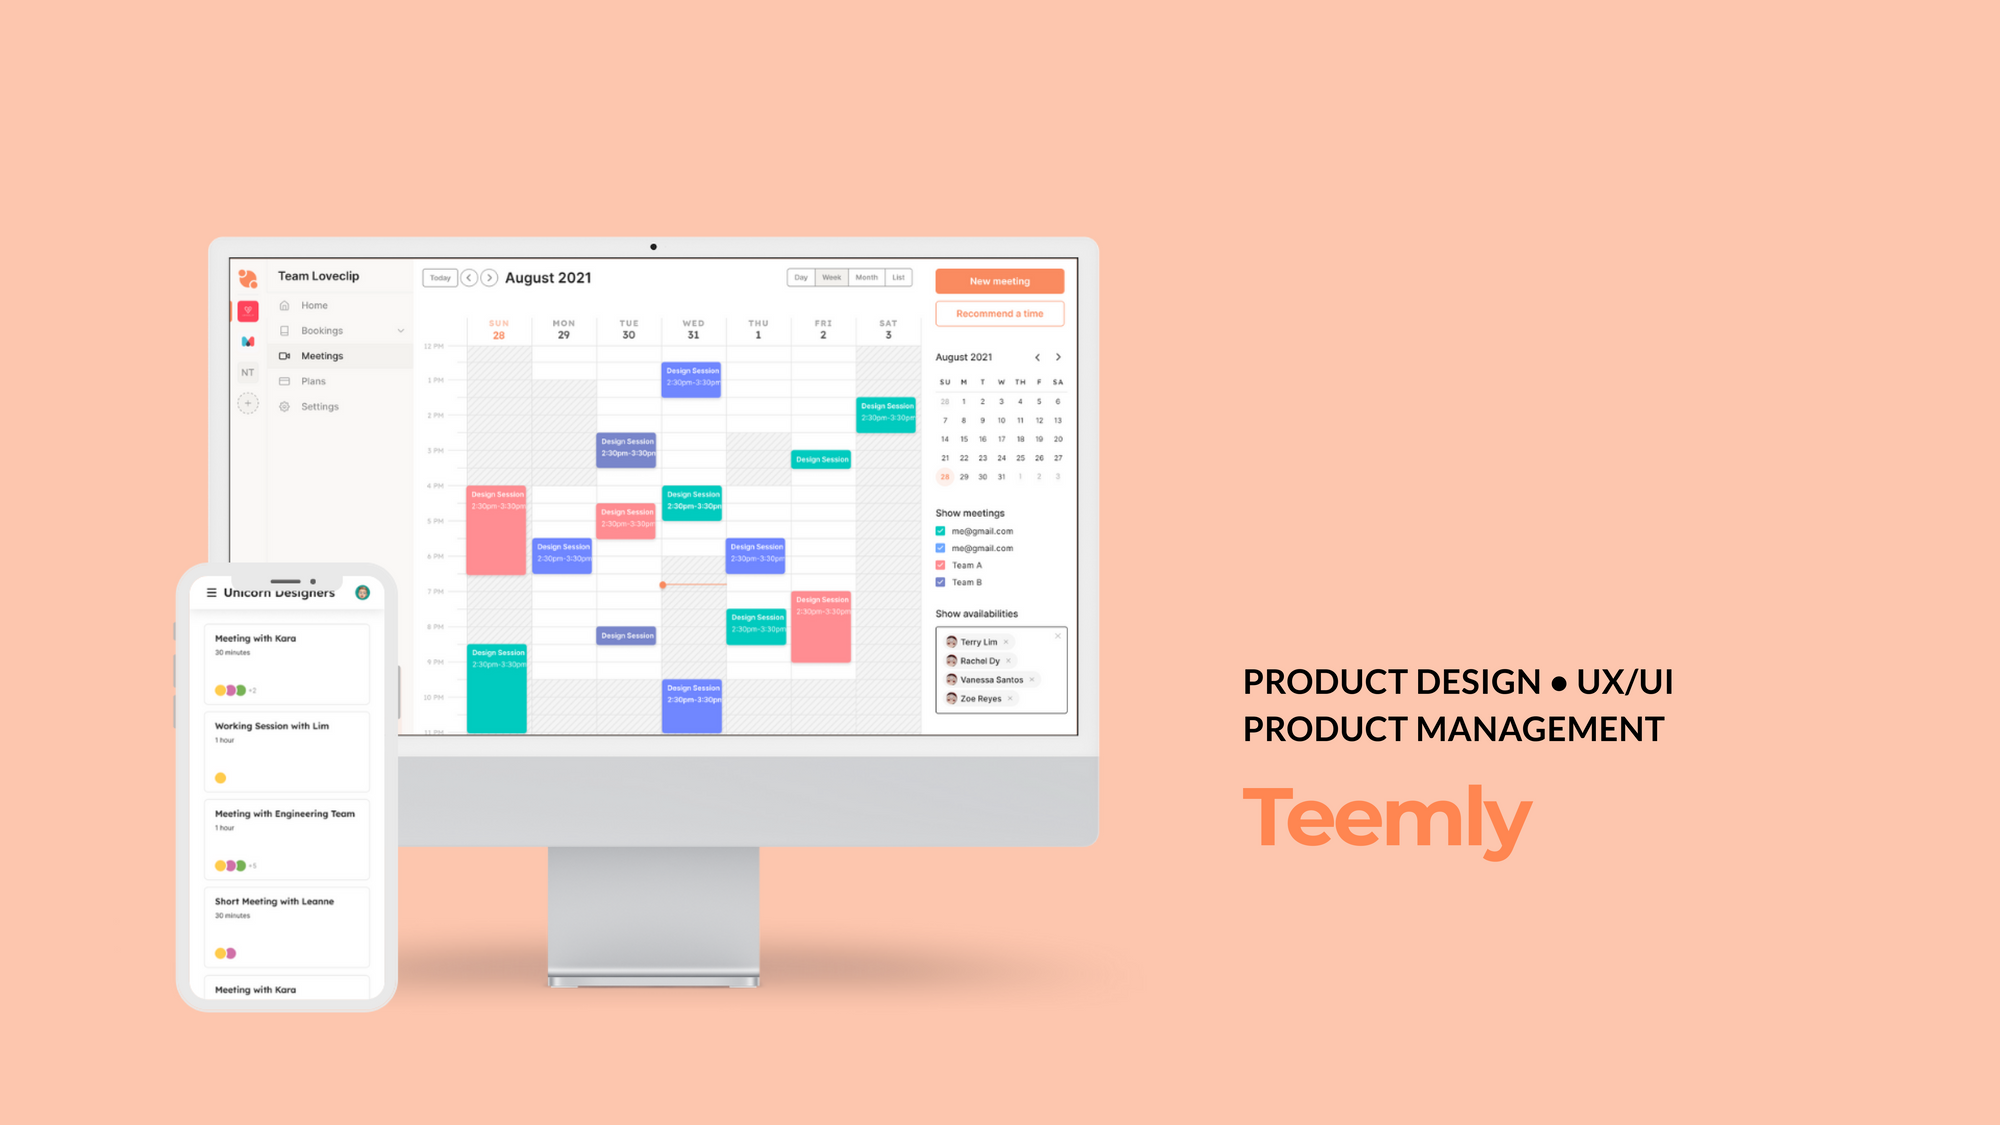 Team Loveclip
Home
Bookings
Meetings
Plans
Settings
NT
Today
August 2021
Day Week Month List
SUN MON TUE WED THU FRI SAT
28 29 30 31 1 2 3
12 PM
1 PM
2 PM
3 PM
4 PM
5 PM
6 PM
7 PM
8 PM
9 PM
10 PM
11 PM
Design Session
2:30pm-3:30pm
Design Session
2:30pm-3:30pm
Design Session
2:30pm-3:30pm
Design Session
Design Session
2:30pm-3:30pm
Design Session
2:30pm-3:30pm
Design Session
2:30pm-3:30pm
Design Session
2:30pm-3:30pm
Design Session
2:30pm-3:30pm
Design Session
2:30pm-3:30pm
Design Session
2:30pm-3:30pm
Design Session
Design Session
2:30pm-3:30pm
Design Session
2:30pm-3:30pm
New meeting
Recommend a time
August 2021
SU M T W TH F SA
28 1 2 3 4 5 6
7 8 9 10 11 12 13
14 15 16 17 18 19 20
21 22 23 24 25 26 27
28 29 30 31 1 2 3
Show meetings
me@gmail.com
me@gmail.com
Team A
Team B
Show availabilities
Terry Lim
Rachel Dy
Vanessa Santos
Zoe Reyes
Unicorn Designers
Meeting with Kara
30 minutes
+2
Working Session with Lim
1 hour
Meeting with Engineering Team
1 hour
+5
Short Meeting with Leanne
30 minutes
Meeting with Kara
PRODUCT DESIGN • UX/UI
PRODUCT MANAGEMENT
Teemly